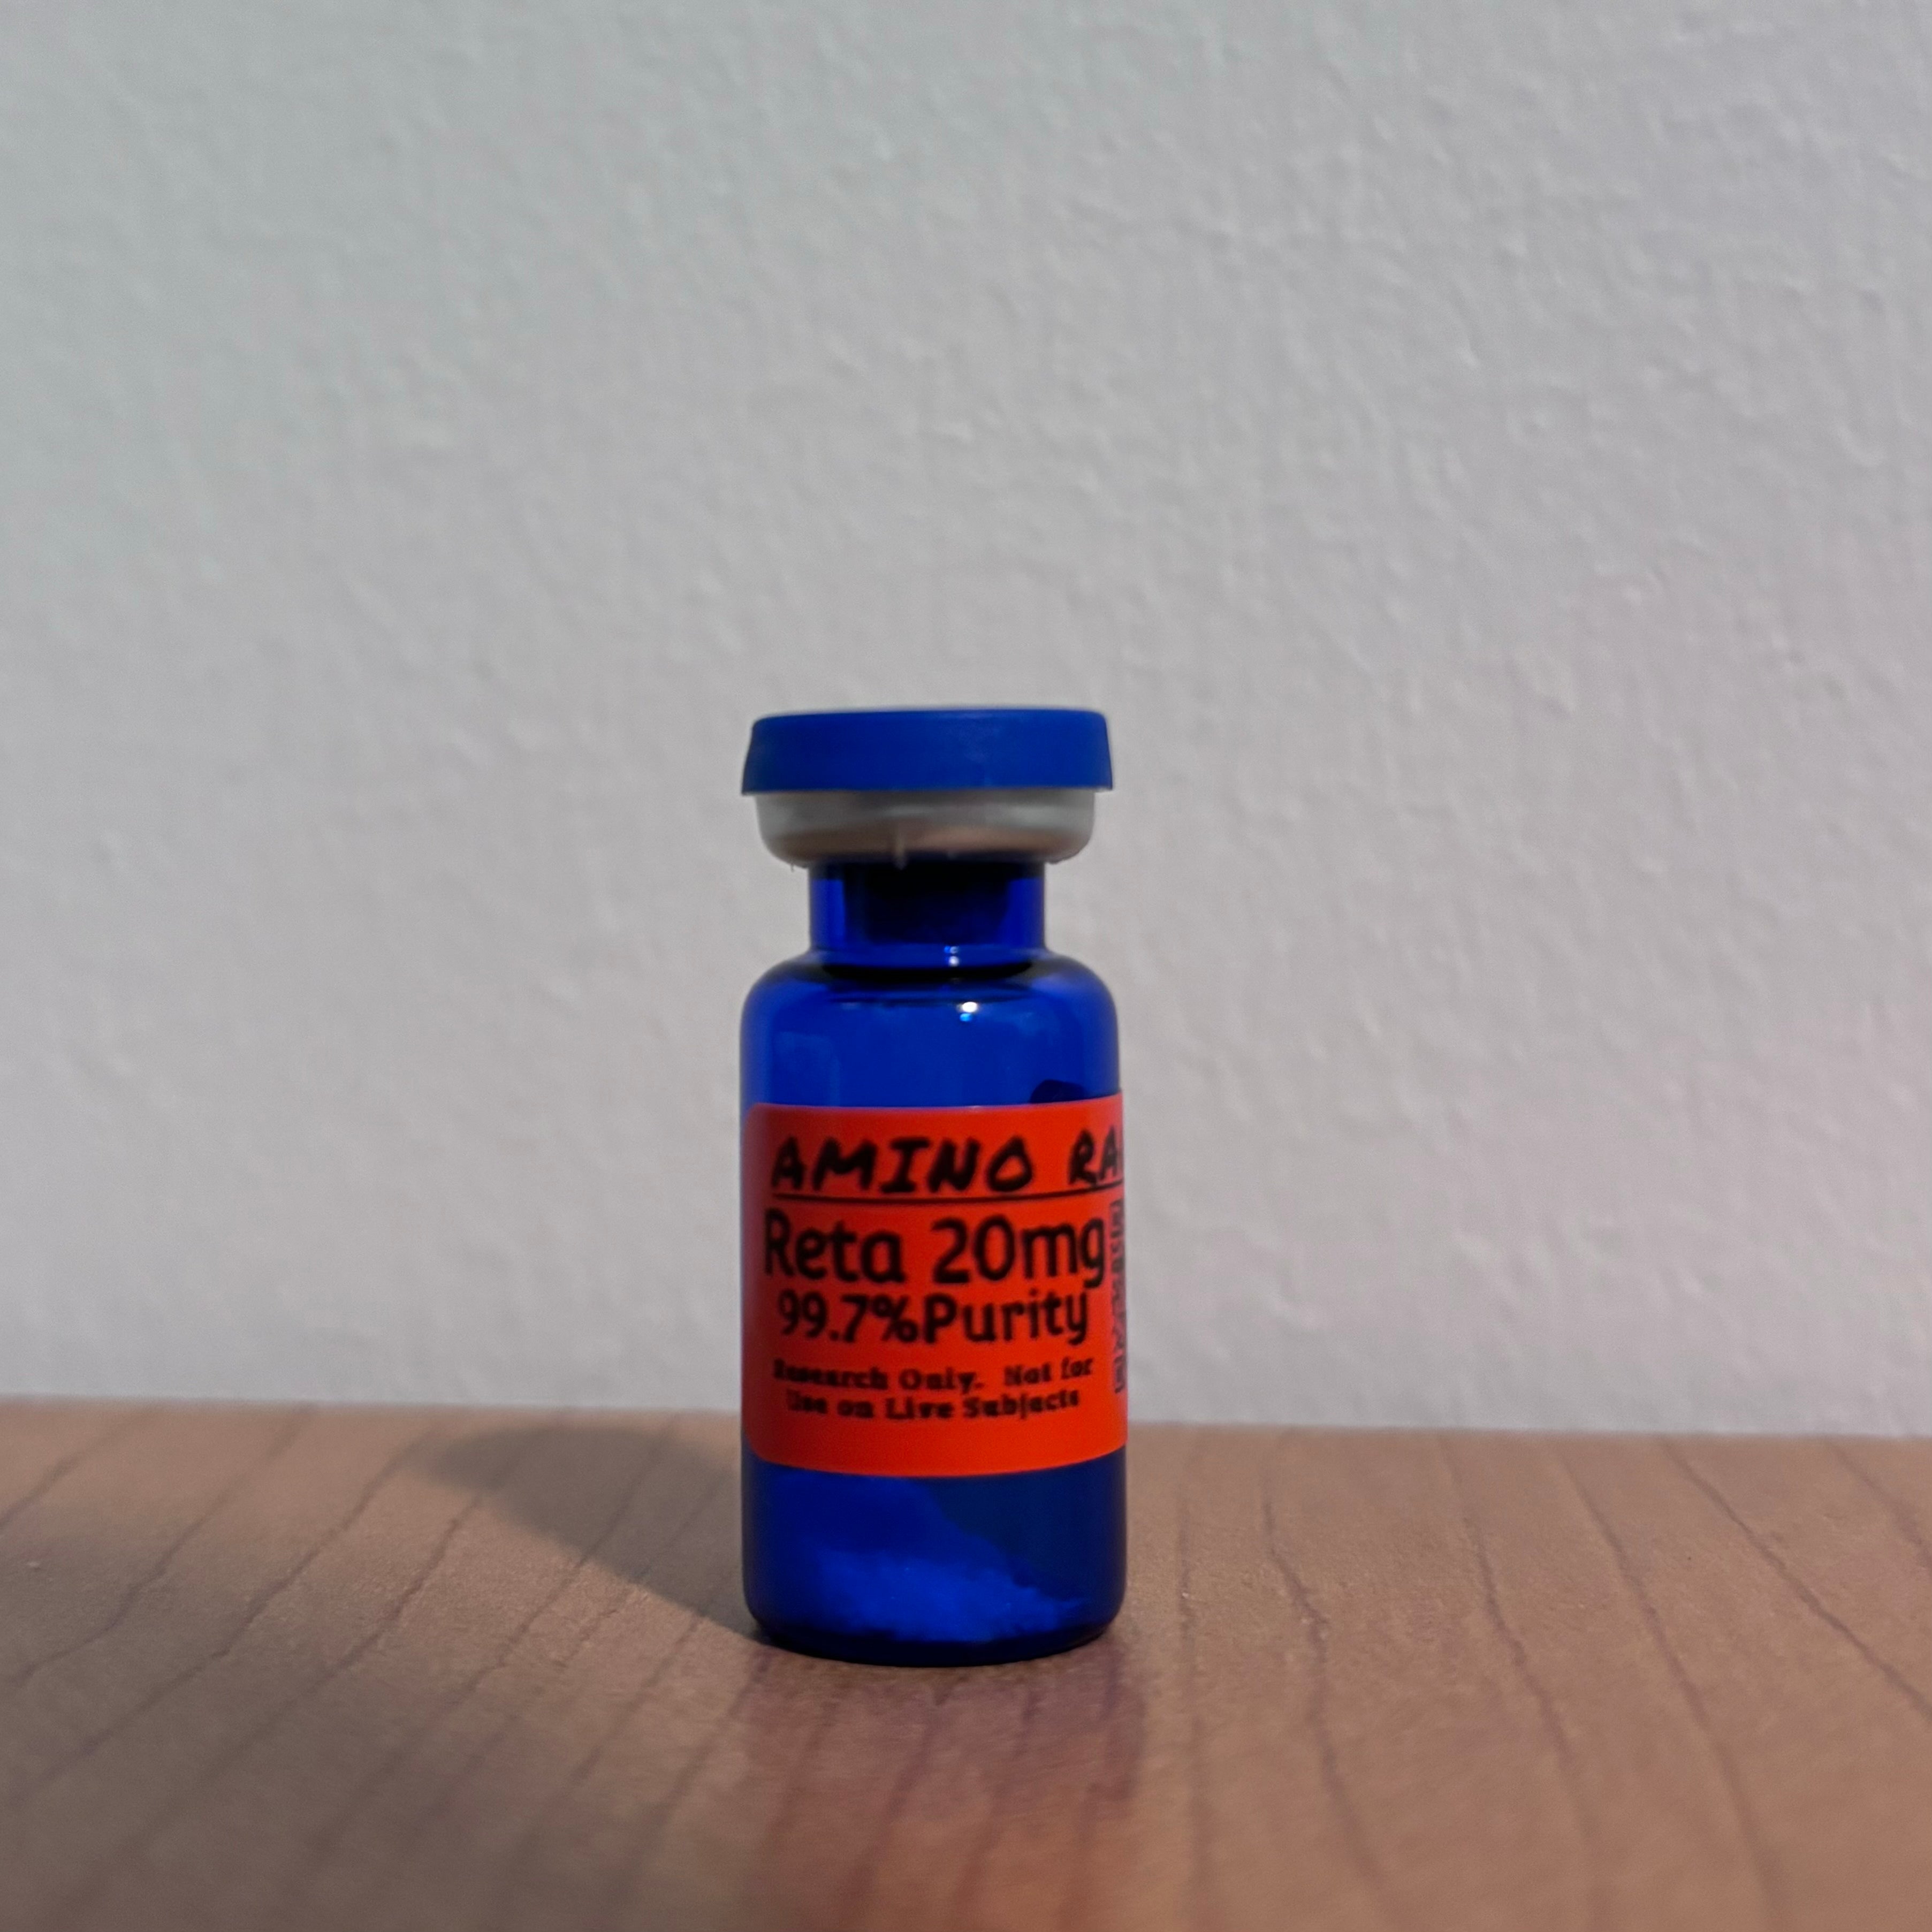 AMINO RA
Reta 20mg
99.7%Purity
Research Only. Not for
Use on Live Subjects